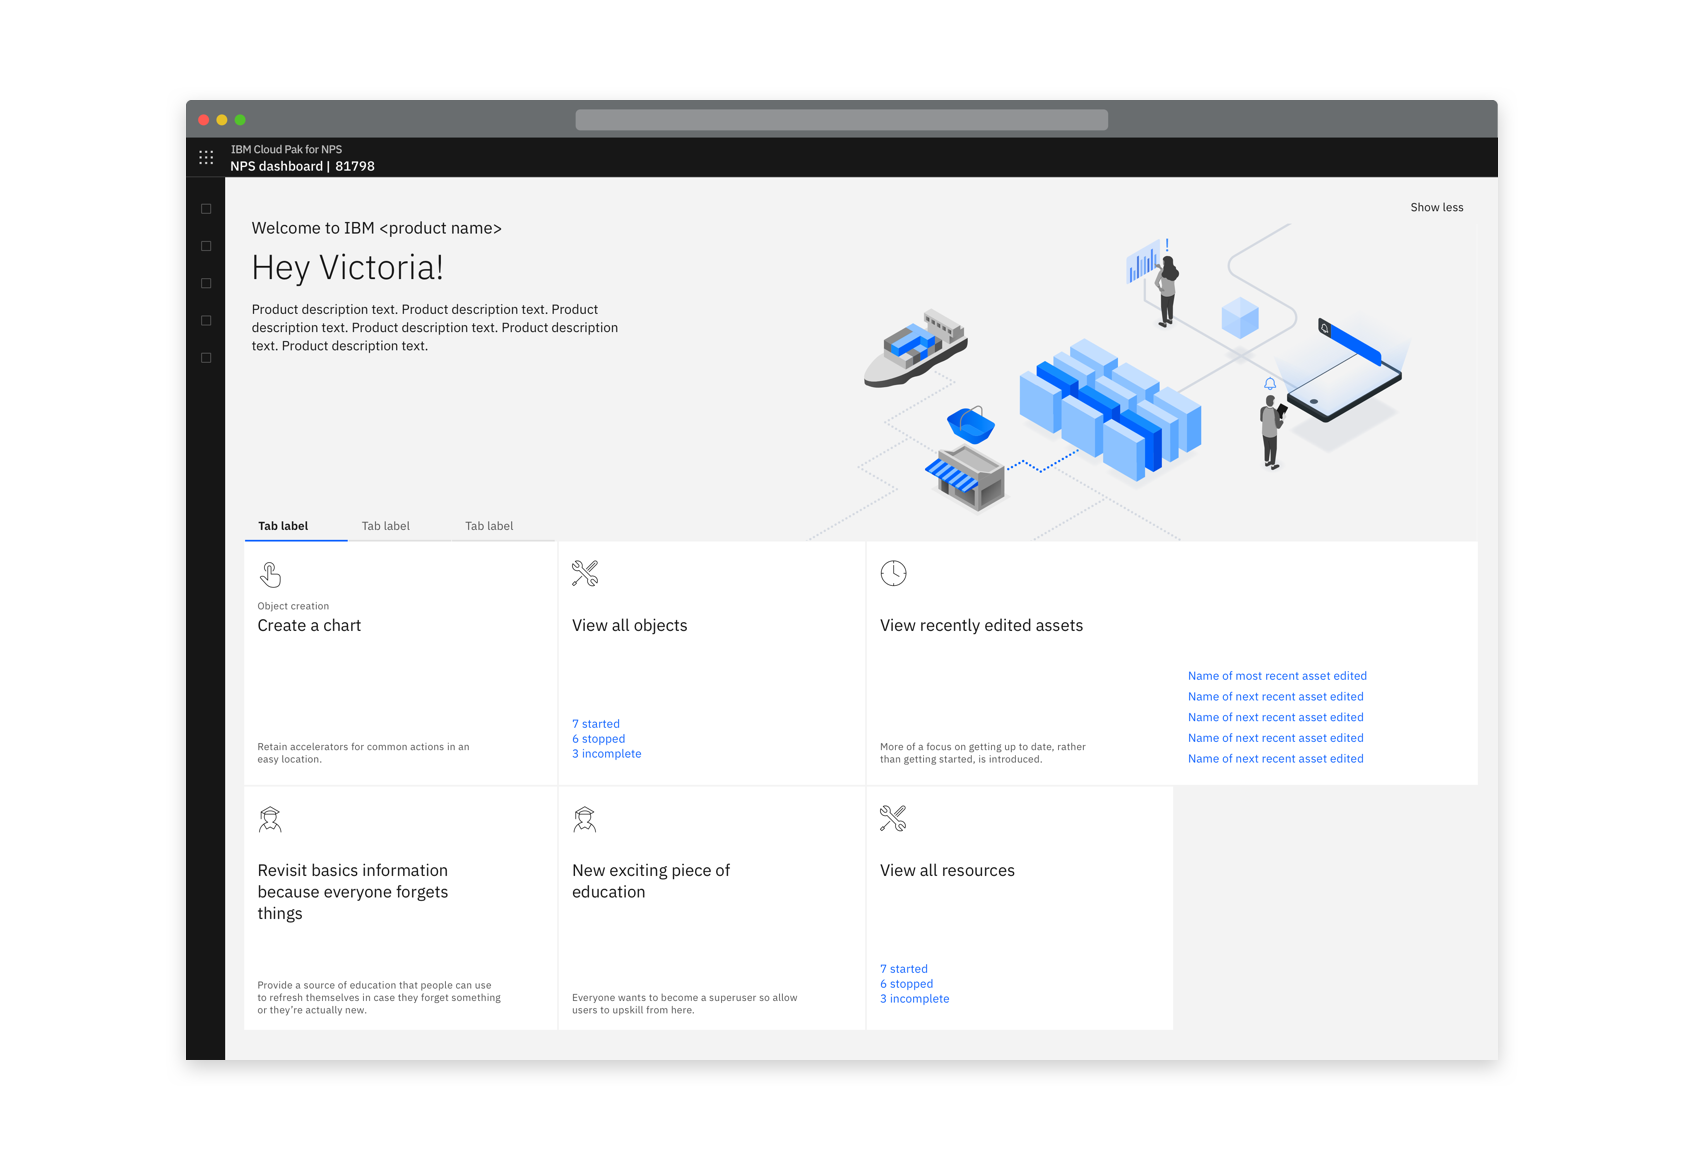 IBM Cloud Pak for NPS
NPS dashboard | 81798
Show less
Welcome to IBM <product name>
Hey Victoria!
Product description text. Product description text. Product
description text. Product description text. Product description
text. Product description text.
!
Tab label
Tab label
Tab label
Object creation
Create a chart
Retain accelerators for common actions in an
easy location.
View all objects
7 started
6 stopped
3 incomplete
View recently edited assets
More of a focus on getting up to date, rather
than getting started, is introduced.
Name of most recent asset edited
Name of next recent asset edited
Name of next recent asset edited
Name of next recent asset edited
Name of next recent asset edited
Revisit basics information
because everyone forgets
things
Provide a source of education that people can use
to refresh themselves in case they forget something
or they’re actually new.
New exciting piece of
education
Everyone wants to become a superuser so allow
users to upskill from here.
View all resources
7 started
6 stopped
3 incomplete